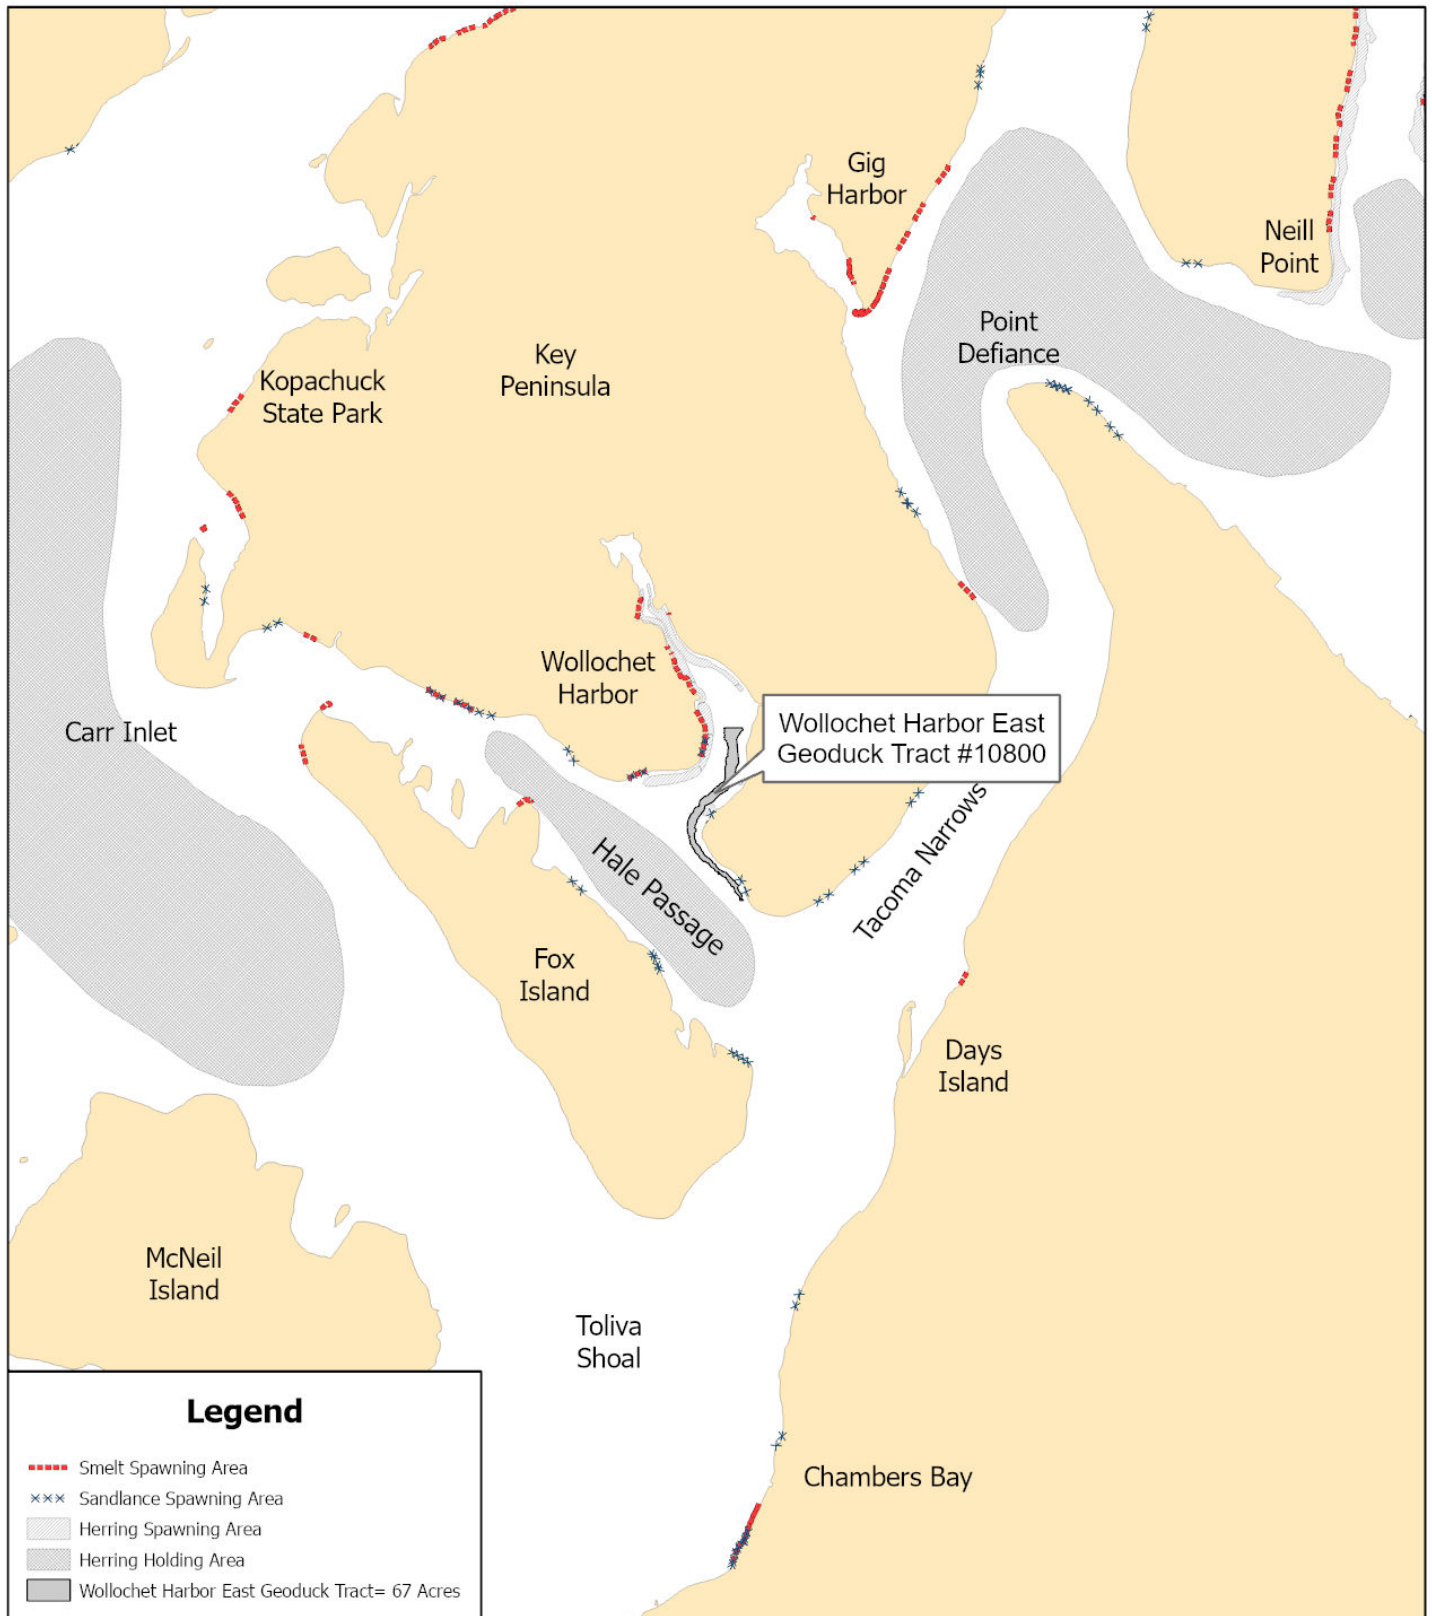 Gig
Harbor
Neill
Point
Point
Defiance
Key
Peninsula
Kopachuck
State Park
Wollochet
Harbor
Wollochet Harbor East
Geoduck Tract #10800
Carr Inlet
Tacoma Narrows
Hale Passage
Fox
Island
Days
Island
McNeil
Island
Toliva
Shoal
Chambers Bay
Legend
Smelt Spawning Area
Sandlance Spawning Area
Herring Spawning Area
Herring Holding Area
Wollochet Harbor East Geoduck Tract= 67 Acres